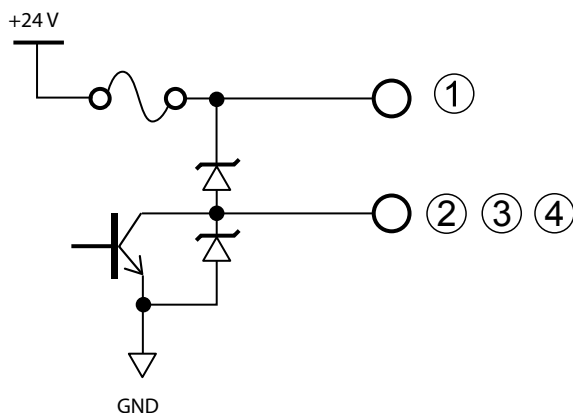 +24 V
①
② ③ ④
GND